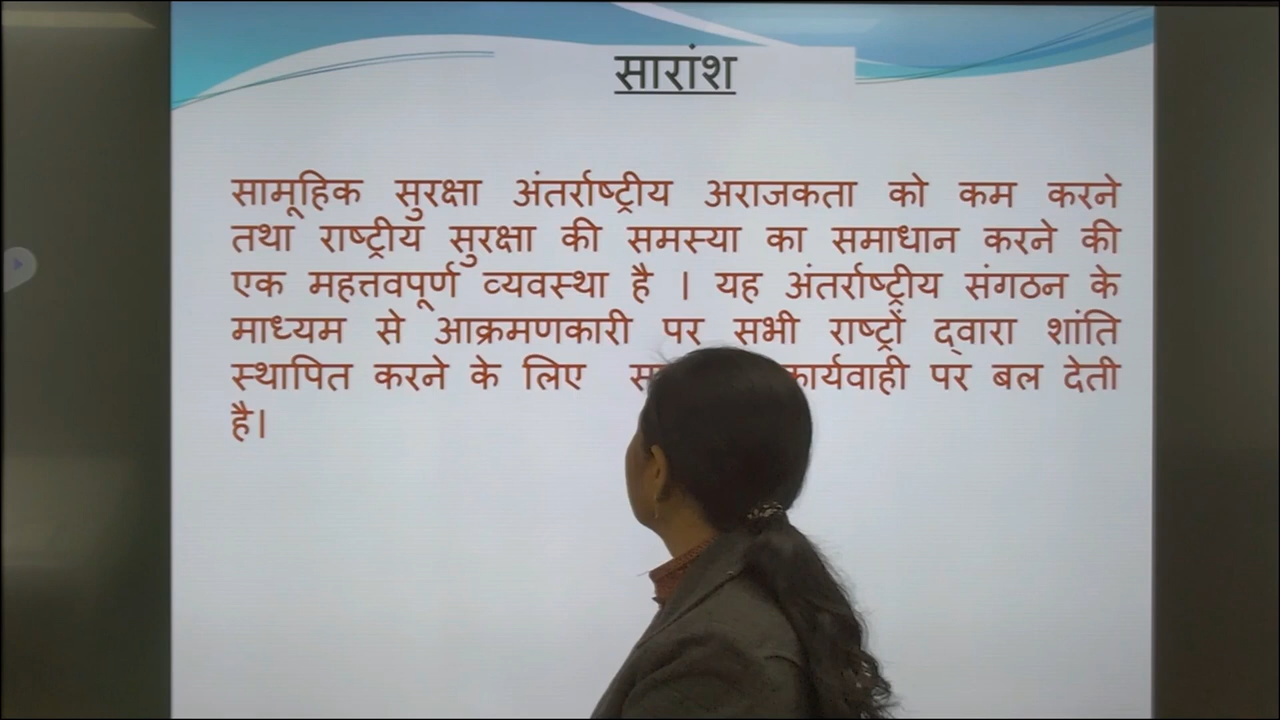 सारांश
सामूहिक सुरक्षा अंतर्राष्ट्रीय अराजकता को कम करने
तथा राष्ट्रीय सुरक्षा की समस्या का समाधान करने की
एक महत्तवपूर्ण व्यवस्था है । यह अंतर्राष्ट्रीय संगठन के
माध्यम से आक्रमणकारी पर सभी राष्ट्रों द्वारा शांति
स्थापित करने के लिए कार्यवाही पर बल देती
है।